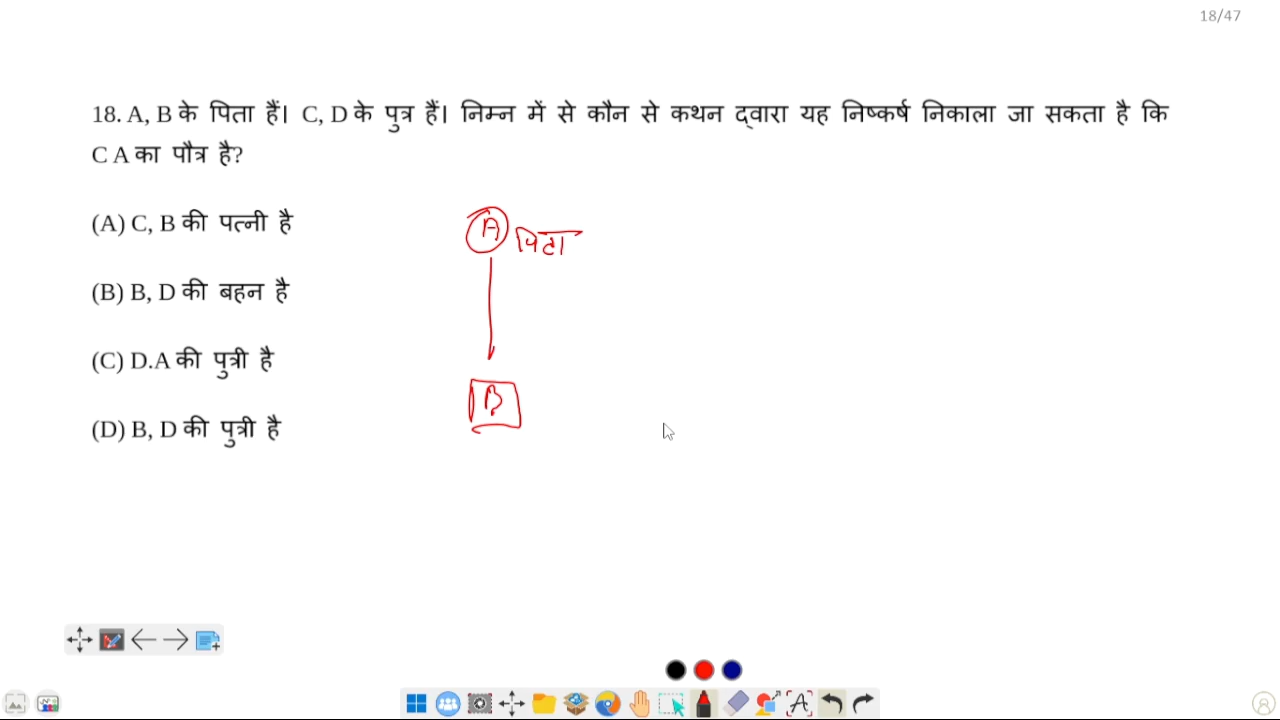 18/47
18. A, B के पिता हैं। C, D के पुत्र हैं। निम्न में से कौन से कथन द्वारा यह निष्कर्ष निकाला जा सकता है कि
C A का पौत्र है?
(A) C, B की पत्नी है
(B) B, D की बहन है
(C) D.A की पुत्री है
(D) B, D की पुत्री है
A पिता
B